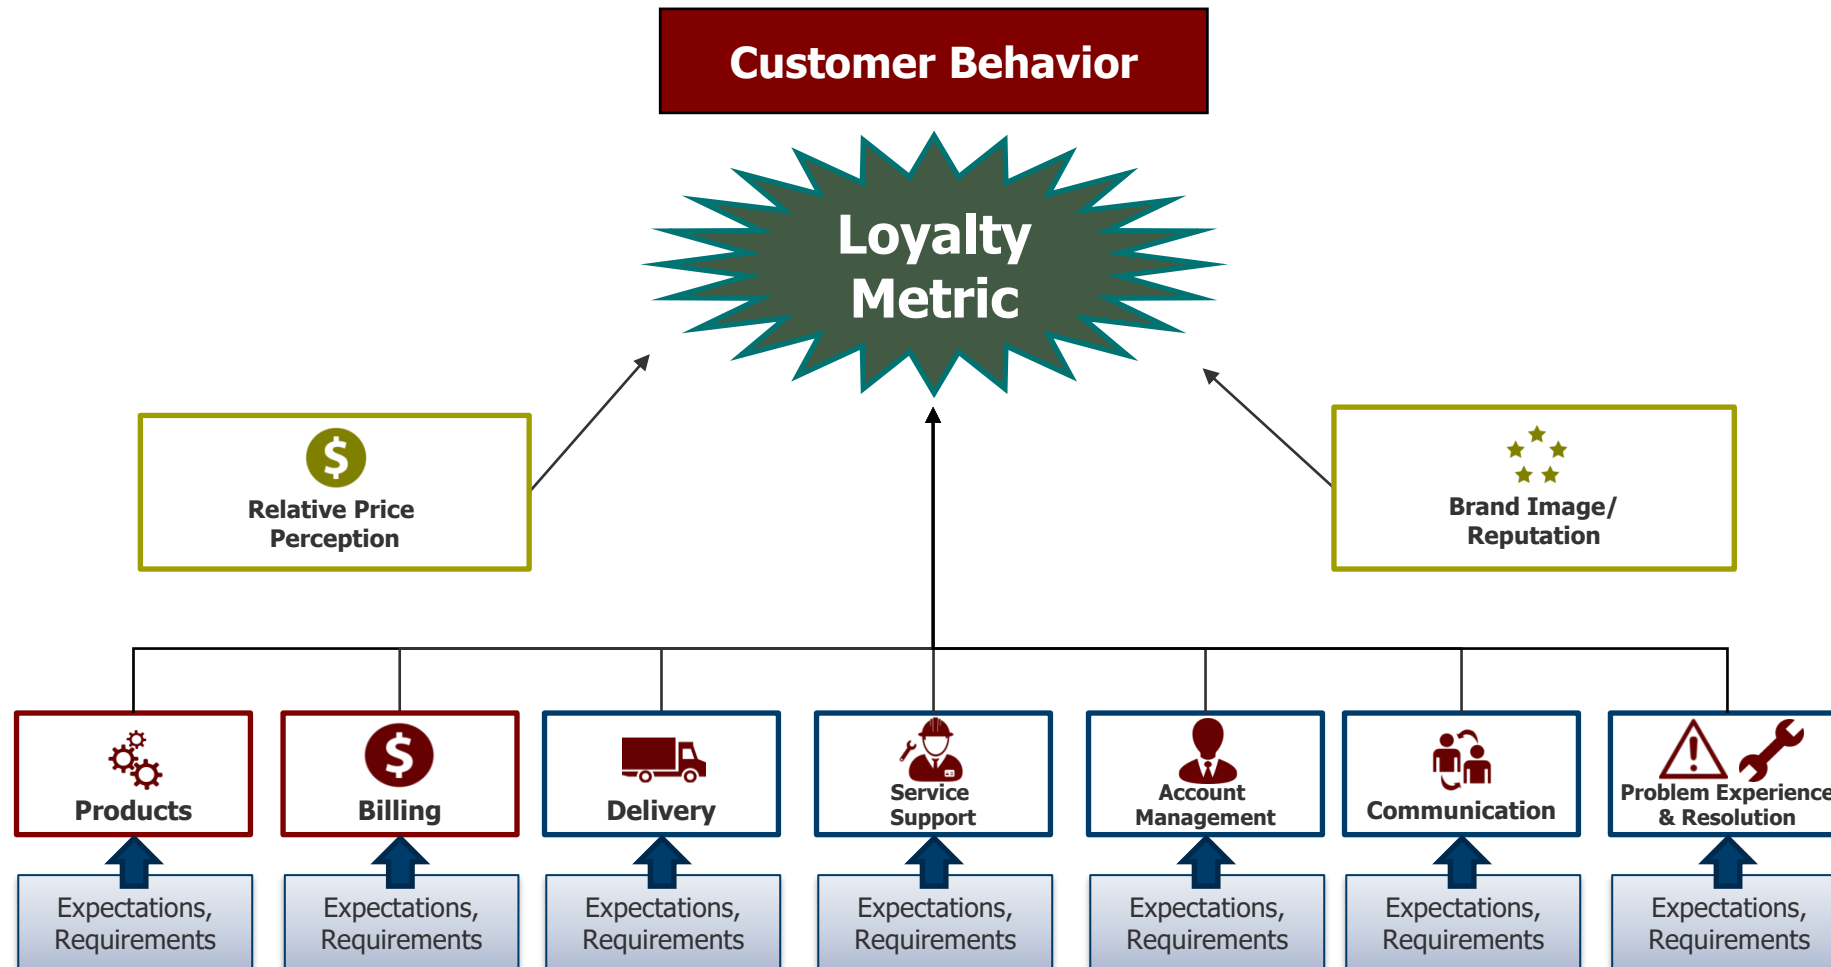 Customer Behavior
Loyalty
Metric
$
Relative Price
Perception
Brand Image/
Reputation
Products
$
Billing
Delivery
Service
Support
Account
Management
Communication
Problem Experience
& Resolution
Expectations,
Requirements
Expectations,
Requirements
Expectations,
Requirements
Expectations,
Requirements
Expectations,
Requirements
Expectations,
Requirements
Expectations,
Requirements